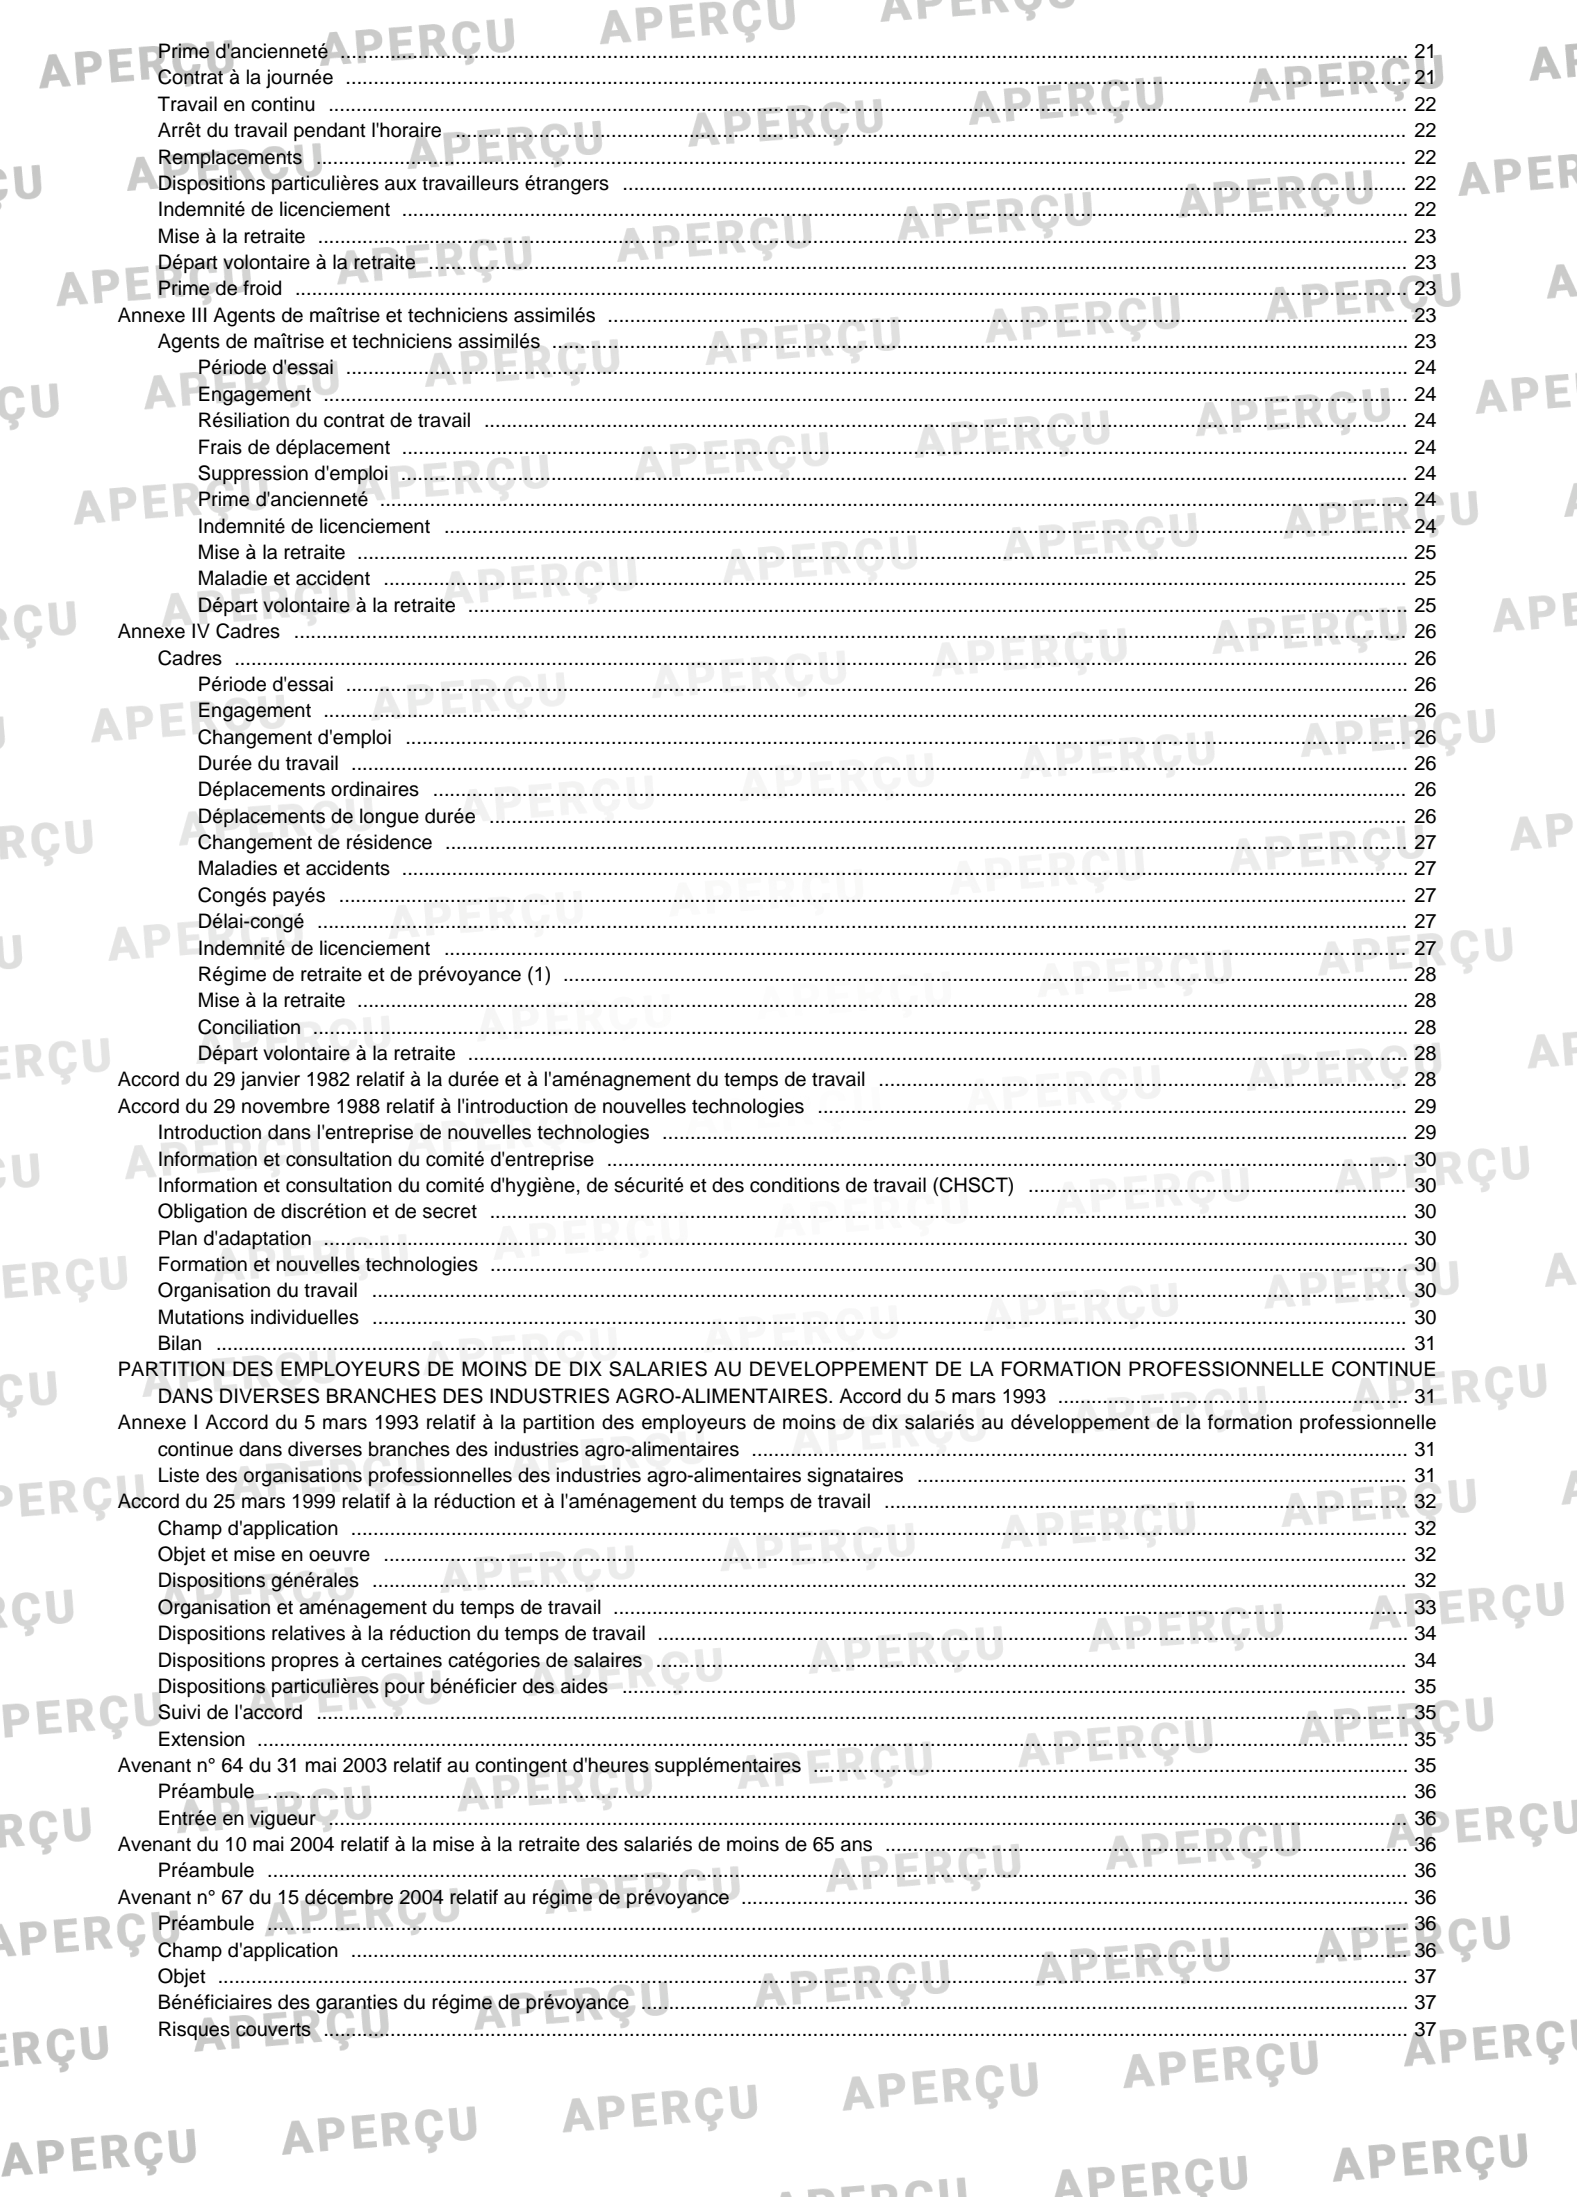 Prime d'ancienneté ........ 21
Contrat à la journée ........ 21
Travail en continu ........ 22
Arrêt du travail pendant l'horaire ........ 22
Remplacements ........ 22
Dispositions particulières aux travailleurs étrangers ........ 22
Indemnité de licenciement ........ 22
Mise à la retraite ........ 23
Départ volontaire à la retraite ........ 23
Prime de froid ........ 23
Annexe III Agents de maîtrise et techniciens assimilés ........ 23
Agents de maîtrise et techniciens assimilés ........ 23
Période d'essai ........ 24
Engagement ........ 24
Résiliation du contrat de travail ........ 24
Frais de déplacement ........ 24
Suppression d'emploi ........ 24
Prime d'ancienneté ........ 24
Indemnité de licenciement ........ 24
Mise à la retraite ........ 25
Maladie et accident ........ 25
Départ volontaire à la retraite ........ 25
Annexe IV Cadres ........ 26
Cadres ........ 26
Période d'essai ........ 26
Engagement ........ 26
Changement d'emploi ........ 26
Durée du travail ........ 26
Déplacements ordinaires ........ 26
Déplacements de longue durée ........ 26
Changement de résidence ........ 27
Maladies et accidents ........ 27
Congés payés ........ 27
Délai-congé ........ 27
Indemnité de licenciement ........ 27
Régime de retraite et de prévoyance (1) ........ 28
Mise à la retraite ........ 28
Conciliation ........ 28
Départ volontaire à la retraite ........ 28
Accord du 29 janvier 1982 relatif à la durée et à l'aménagnement du temps de travail ........ 28
Accord du 29 novembre 1988 relatif à l'introduction de nouvelles technologies ........ 29
Introduction dans l'entreprise de nouvelles technologies ........ 29
Information et consultation du comité d'entreprise ........ 30
Information et consultation du comité d'hygiène, de sécurité et des conditions de travail (CHSCT) ........ 30
Obligation de discrétion et de secret ........ 30
Plan d'adaptation ........ 30
Formation et nouvelles technologies ........ 30
Organisation du travail ........ 30
Mutations individuelles ........ 30
Bilan ........ 31
PARTITION DES EMPLOYEURS DE MOINS DE DIX SALARIES AU DEVELOPPEMENT DE LA FORMATION PROFESSIONNELLE CONTINUE
DANS DIVERSES BRANCHES DES INDUSTRIES AGRO-ALIMENTAIRES. Accord du 5 mars 1993 ........ 31
Annexe I Accord du 5 mars 1993 relatif à la partition des employeurs de moins de dix salariés au développement de la formation professionnelle
continue dans diverses branches des industries agro-alimentaires ........ 31
Liste des organisations professionnelles des industries agro-alimentaires signataires ........ 31
Accord du 25 mars 1999 relatif à la réduction et à l'aménagement du temps de travail ........ 32
Champ d'application ........ 32
Objet et mise en oeuvre ........ 32
Dispositions générales ........ 32
Organisation et aménagement du temps de travail ........ 33
Dispositions relatives à la réduction du temps de travail ........ 34
Dispositions propres à certaines catégories de salaires ........ 34
Dispositions particulières pour bénéficier des aides ........ 35
Suivi de l'accord ........ 35
Extension ........ 35
Avenant n° 64 du 31 mai 2003 relatif au contingent d'heures supplémentaires ........ 35
Préambule ........ 36
Entrée en vigueur ........ 36
Avenant du 10 mai 2004 relatif à la mise à la retraite des salariés de moins de 65 ans ........ 36
Préambule ........ 36
Avenant n° 67 du 15 décembre 2004 relatif au régime de prévoyance ........ 36
Préambule ........ 36
Champ d'application ........ 36
Objet ........ 37
Bénéficiaires des garanties du régime de prévoyance ........ 37
Risques couverts ........ 37
APERÇU